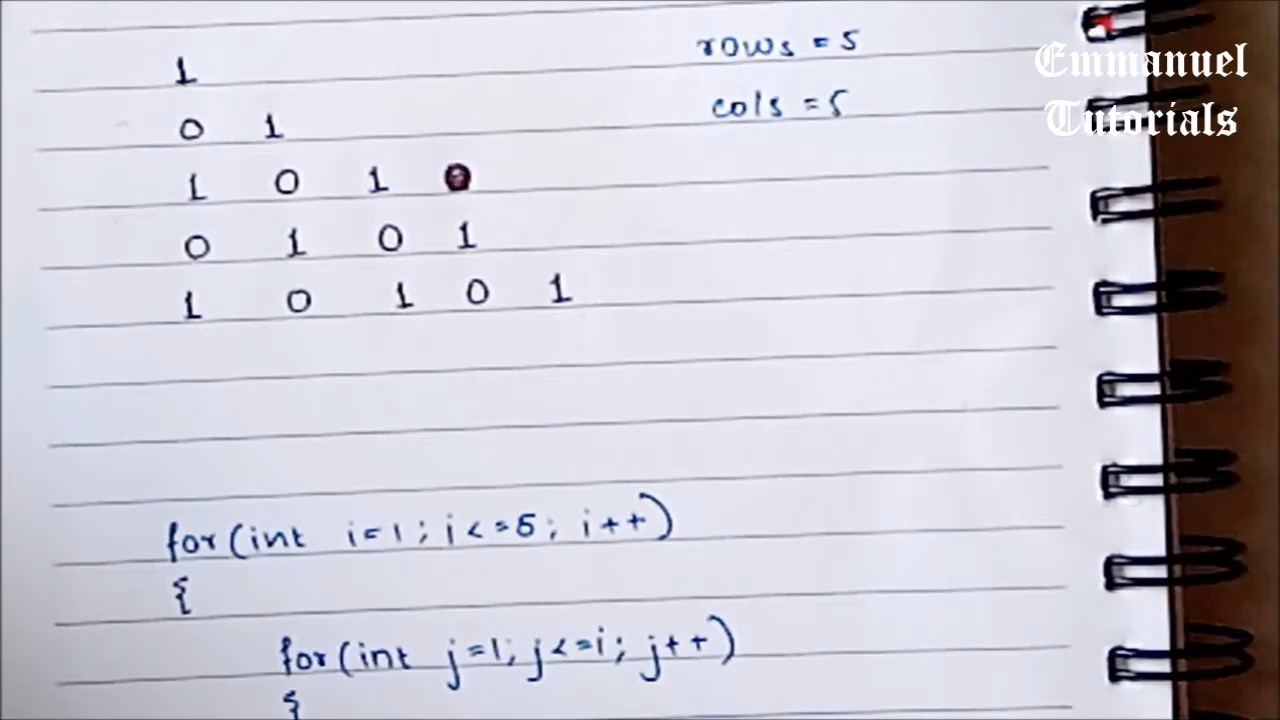 1
0 1
1 0 1
0 1 0 1
1 0 1 0 1
rows = 5
cols = 5
Emmanuel
Tutorials
for(int i=1; i<=5; i++)
{
for(int j=1; j<=i; j++)
{